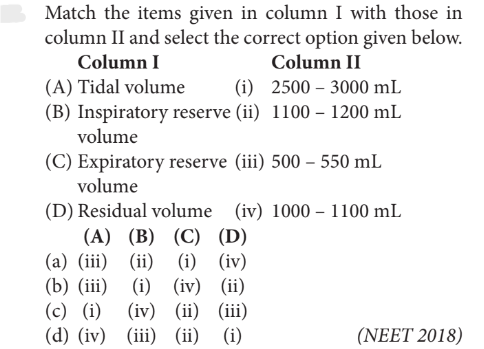 Match the items given in column I with those in
column II and select the correct option given below.
Column I Column II
(A) Tidal volume (i) 2500 – 3000 mL
(B) Inspiratory reserve (ii) 1100 – 1200 mL
volume
(C) Expiratory reserve (iii) 500 – 550 mL
volume
(D) Residual volume (iv) 1000 – 1100 mL
(A) (B) (C) (D)
(a) (iii) (ii) (i) (iv)
(b) (iii) (i) (iv) (ii)
(c) (i) (iv) (ii) (iii)
(d) (iv) (iii) (ii) (i) (NEET 2018)